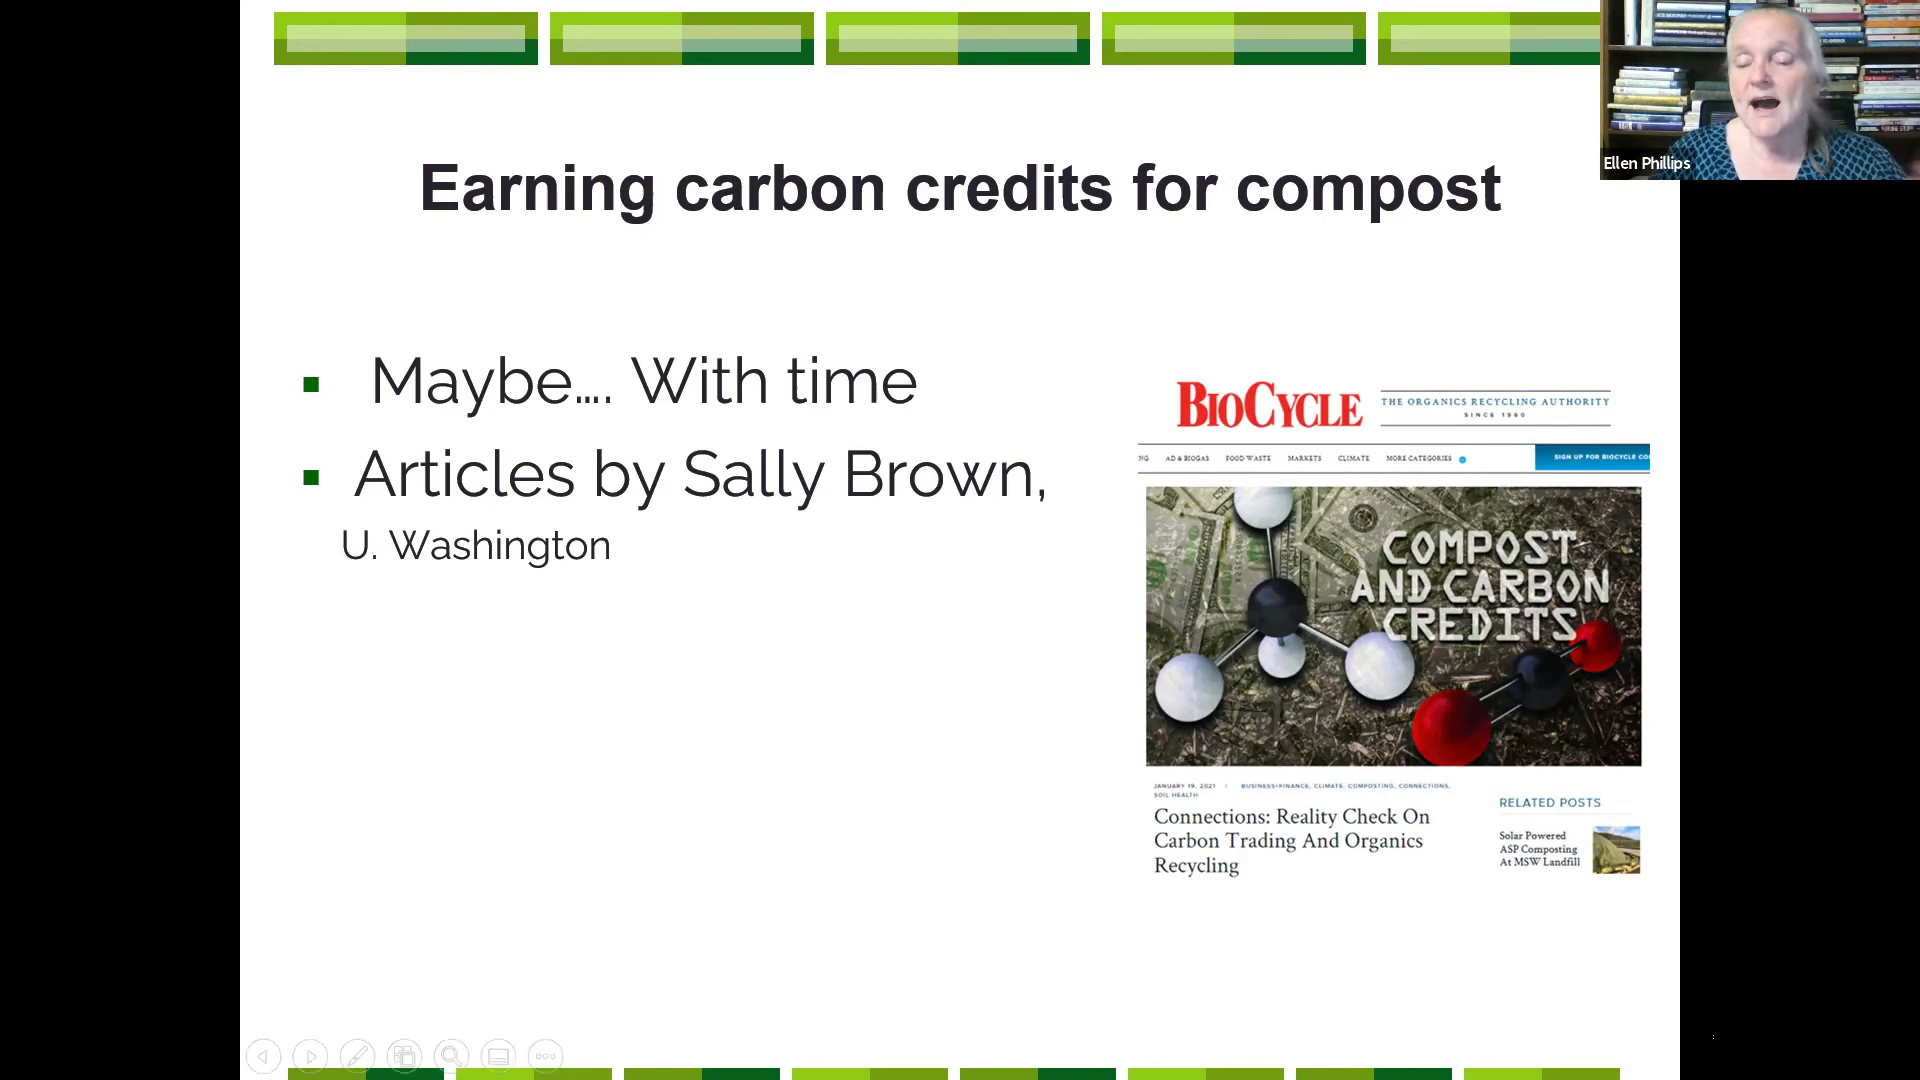 Ellen Phillips
Earning carbon credits for compost
Maybe.... With time
Articles by Sally Brown,
U. Washington
BIOCYCLE
THE ORGANICS RECYCLING AUTHORITY
SINCE 1960
NG AD & BIOGAS FOOD WASTE MARKETS CLIMATE MORE CATEGORIES
SIGN UP FOR BIOCYCLE CO
COMPOST
AND CARBON
CREDITS
JANUARY 19, 2021 | BUSINESS+FINANCE, CLIMATE, COMPOSTING, CONNECTIONS,
SOIL HEALTH
Connections: Reality Check On
Carbon Trading And Organics
Recycling
RELATED POSTS
Solar Powered
ASP Composting
At MSW Landfill